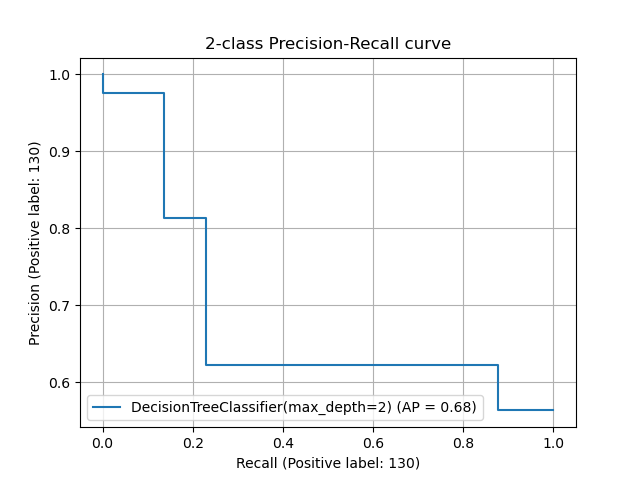 2-class Precision-Recall curve
1.0
0.9
0.8
0.7
0.6
Precision (Positive label: 130)
DecisionTreeClassifier(max_depth=2) (AP = 0.68)
0.0 0.2 0.4 0.6 0.8 1.0
Recall (Positive label: 130)